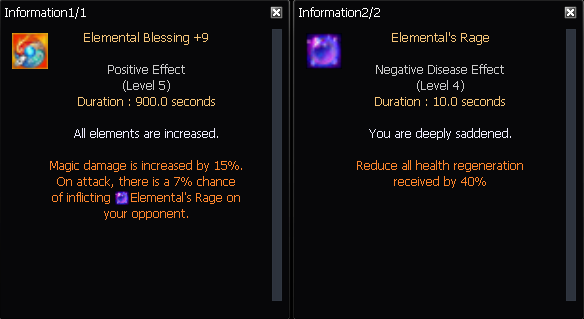 Information1/1
Elemental Blessing +9
Positive Effect
(Level 5)
Duration : 900.0 seconds
All elements are increased.
Magic damage is increased by 15%.
On attack, there is a 7% chance
of inflicting Elemental's Rage on
your opponent.
Information2/2
Elemental's Rage
Negative Disease Effect
(Level 4)
Duration : 10.0 seconds
You are deeply saddened.
Reduce all health regeneration
received by 40%